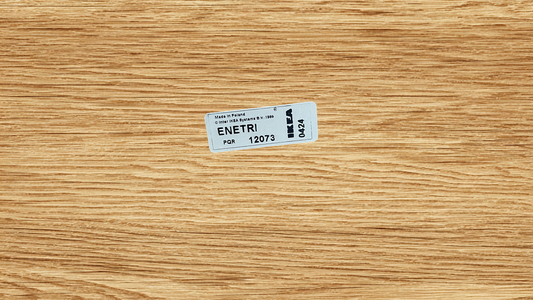 Made in Poland
© Inter IKEA Systems B.V. 1999
ENETRI
PQR 12073
IKEA
0424